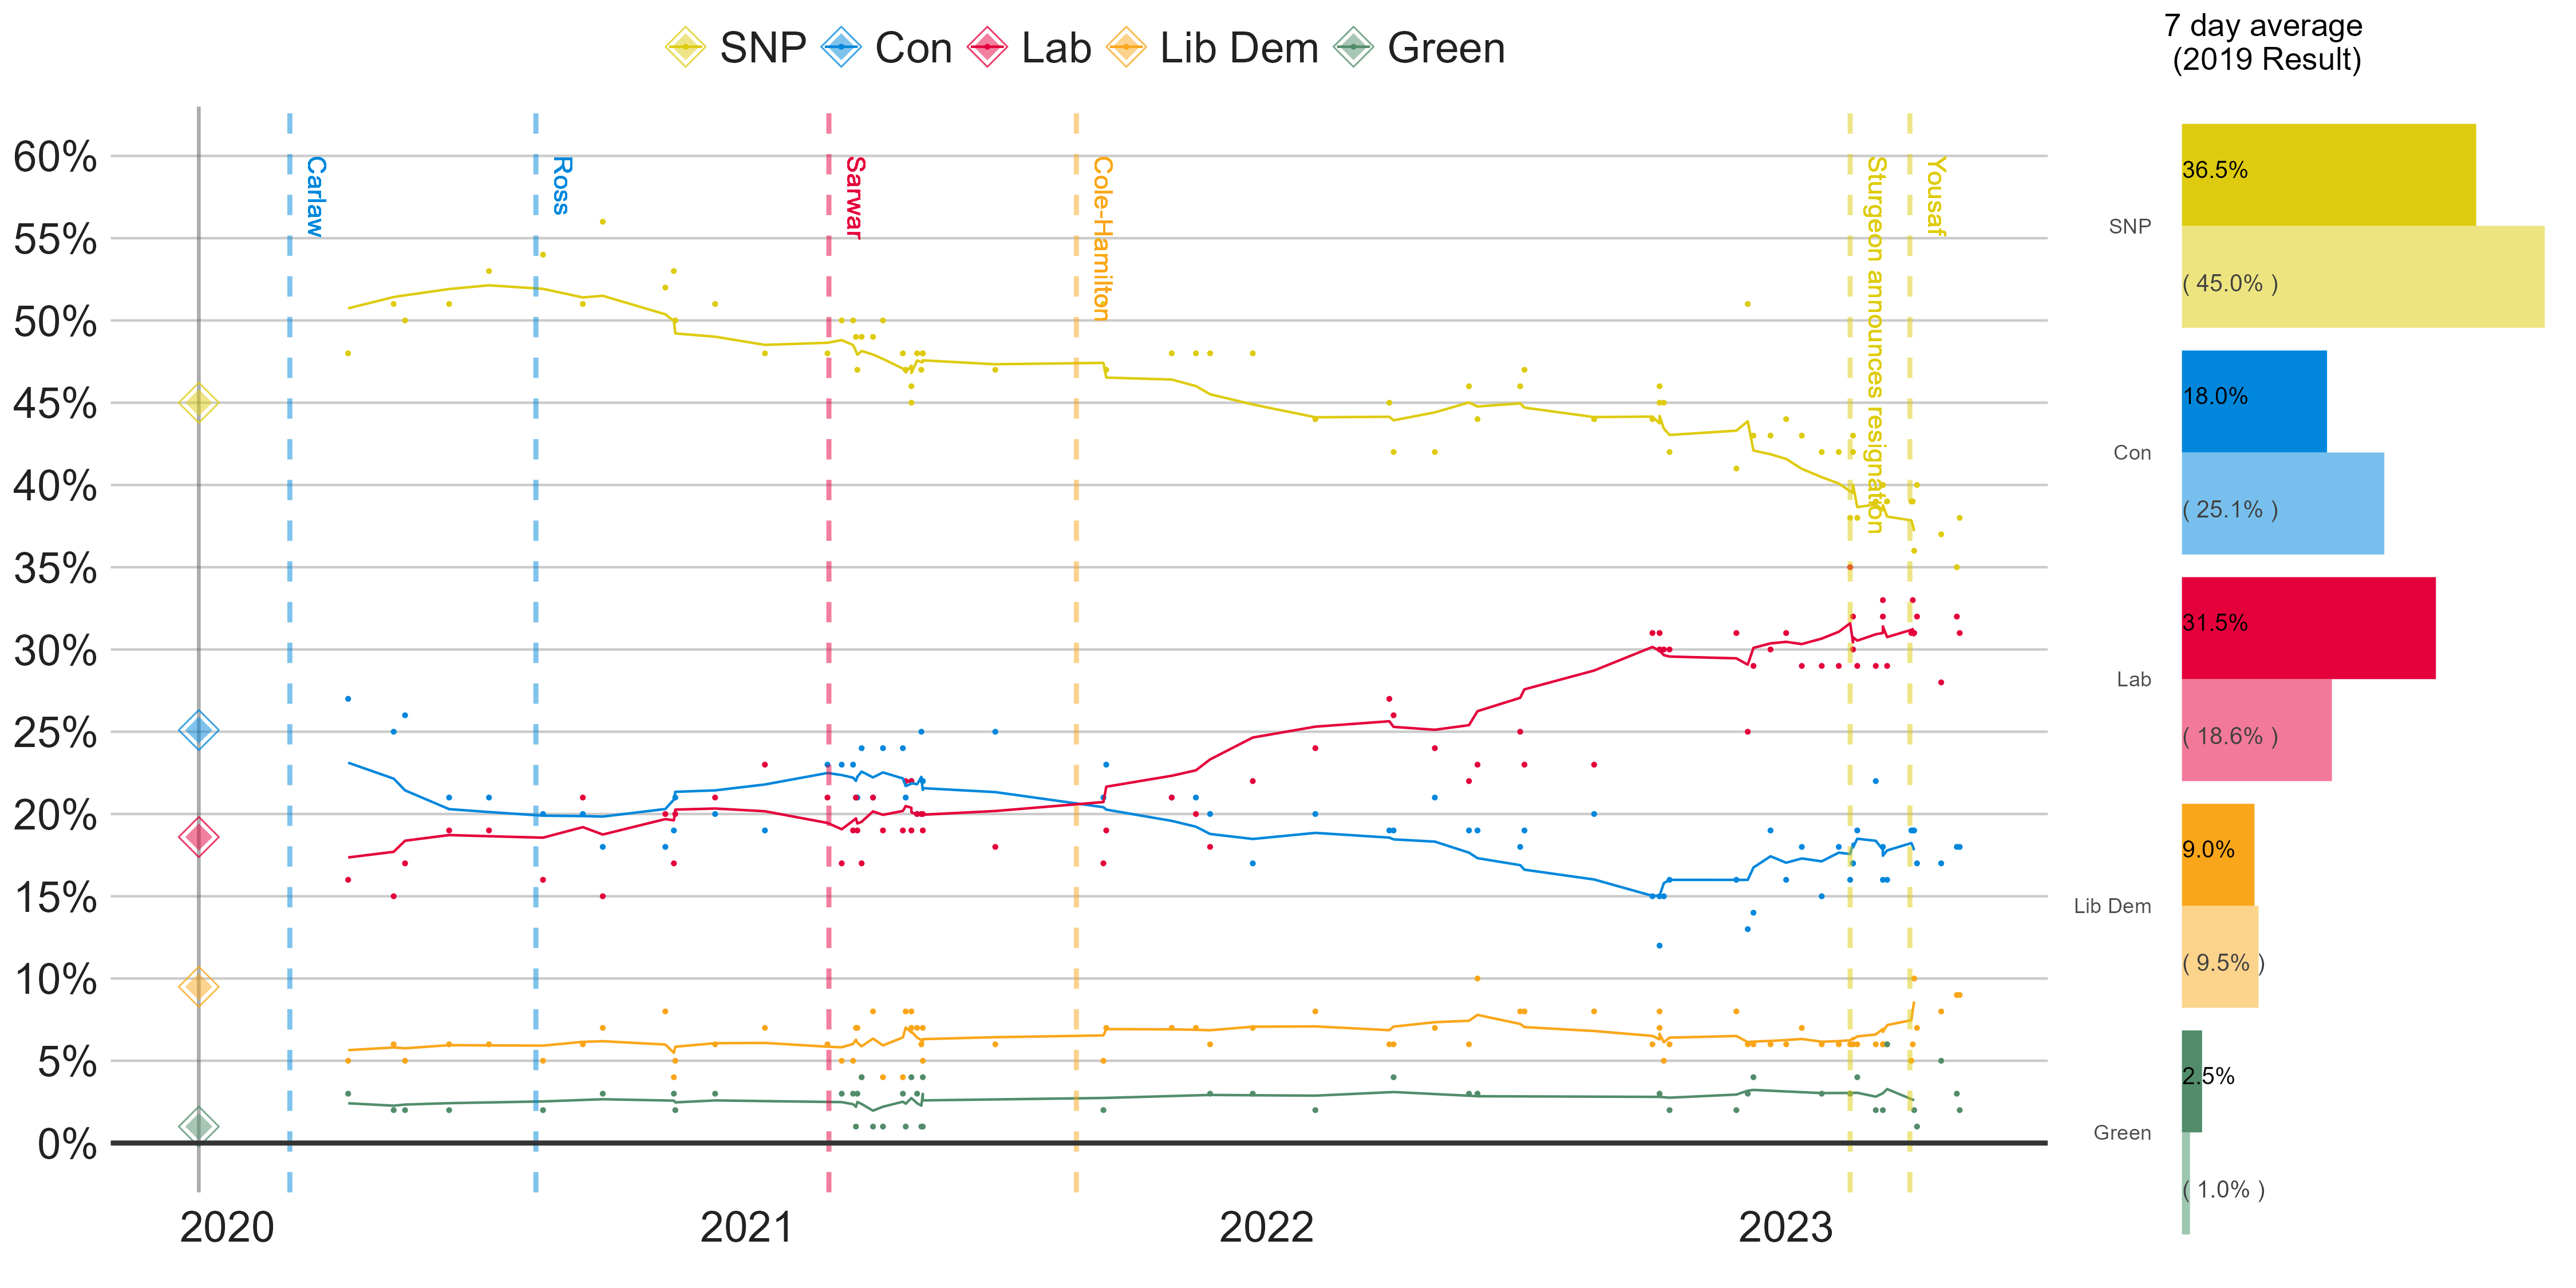 SNP Con Lab Lib Dem Green
7 day average
(2019 Result)
60%
55%
50%
45%
40%
35%
30%
25%
20%
15%
10%
5%
0%
Carlaw
Ross
Sarwar
Cole-Hamilton
Sturgeon announces resignation
Yousaf
2020 2021 2022 2023
SNP
36.5%
( 45.0% )
Con
18.0%
( 25.1% )
Lab
31.5%
( 18.6% )
Lib Dem
9.0%
( 9.5% )
Green
2.5%
( 1.0% )